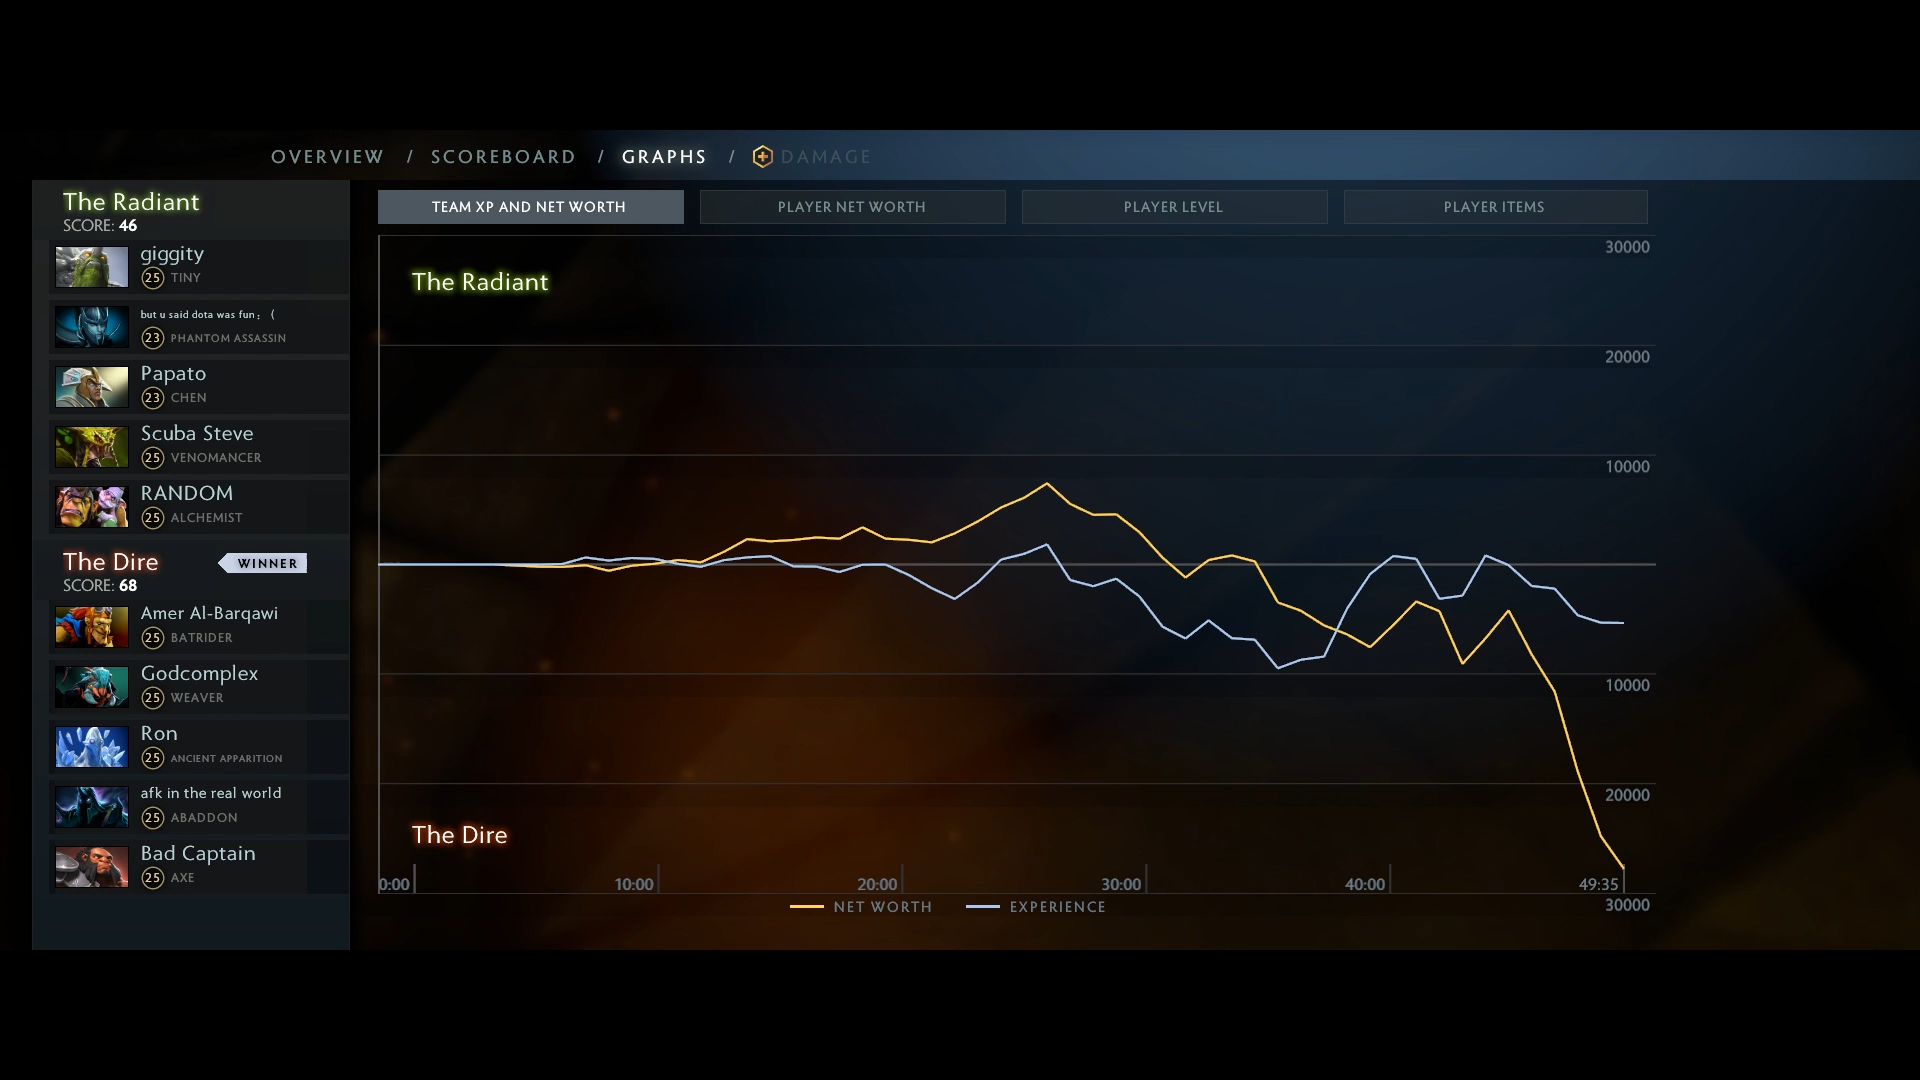 OVERVIEW / SCOREBOARD / GRAPHS / DAMAGE
The Radiant
SCORE: 46
giggity
25 TINY
but u said dota was fun; (
23 PHANTOM ASSASSIN
Papato
23 CHEN
Scuba Steve
25 VENOMANCER
RANDOM
25 ALCHEMIST
The Dire WINNER
SCORE: 68
Amer Al-Barqawi
25 BATRIDER
Godcomplex
25 WEAVER
Ron
25 ANCIENT APPARITION
afk in the real world
25 ABADDON
Bad Captain
25 AXE
TEAM XP AND NET WORTH PLAYER NET WORTH PLAYER LEVEL PLAYER ITEMS
30000
The Radiant
20000
10000
10000
20000
The Dire
0:00 10:00 20:00 30:00 40:00 49:35
30000
NET WORTH EXPERIENCE